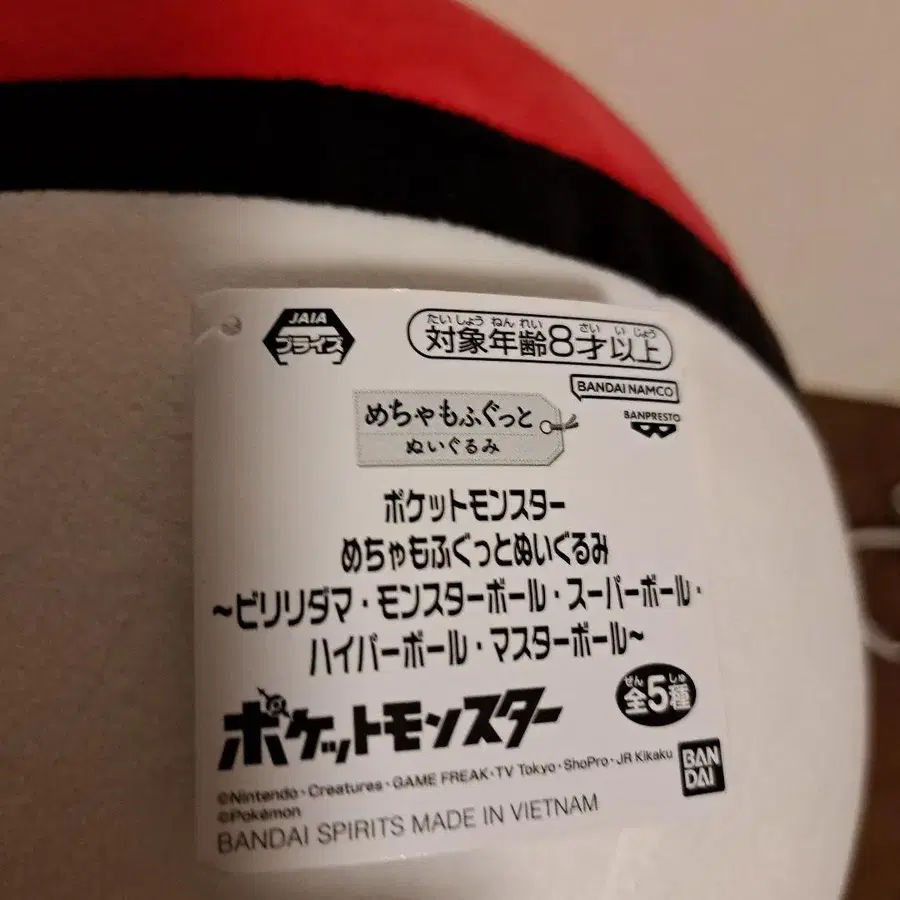 JAIA
プライズ
たいしょうねんれい さいいじょう
対象年齢8才以上
BANDAI NAMCO
BANPRESTO
めちゃもふぐっと
ぬいぐるみ
ポケットモンスター
めちゃもふぐっとぬいぐるみ
~ビリリダマ・モンスターボール・スーパーボール・
ハイパーボール・マスターボール~
ぜん しゅ
全5種
ポケットモンスター
©Nintendo・Creatures・GAME FREAK・TV Tokyo・ShoPro・JR Kikaku
©Pokémon
BAN
DAI
BANDAI SPIRITS MADE IN VIETNAM